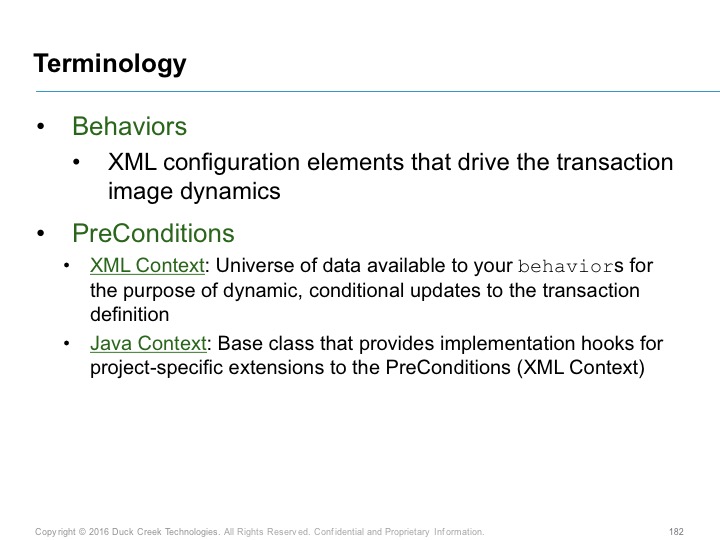 Terminology
• Behaviors
• XML configuration elements that drive the transaction
image dynamics
• PreConditions
• XML Context: Universe of data available to your behaviors for
the purpose of dynamic, conditional updates to the transaction
definition
• Java Context: Base class that provides implementation hooks for
project-specific extensions to the PreConditions (XML Context)
Copyright © 2016 Duck Creek Technologies. All Rights Reserved. Confidential and Proprietary Information. 182